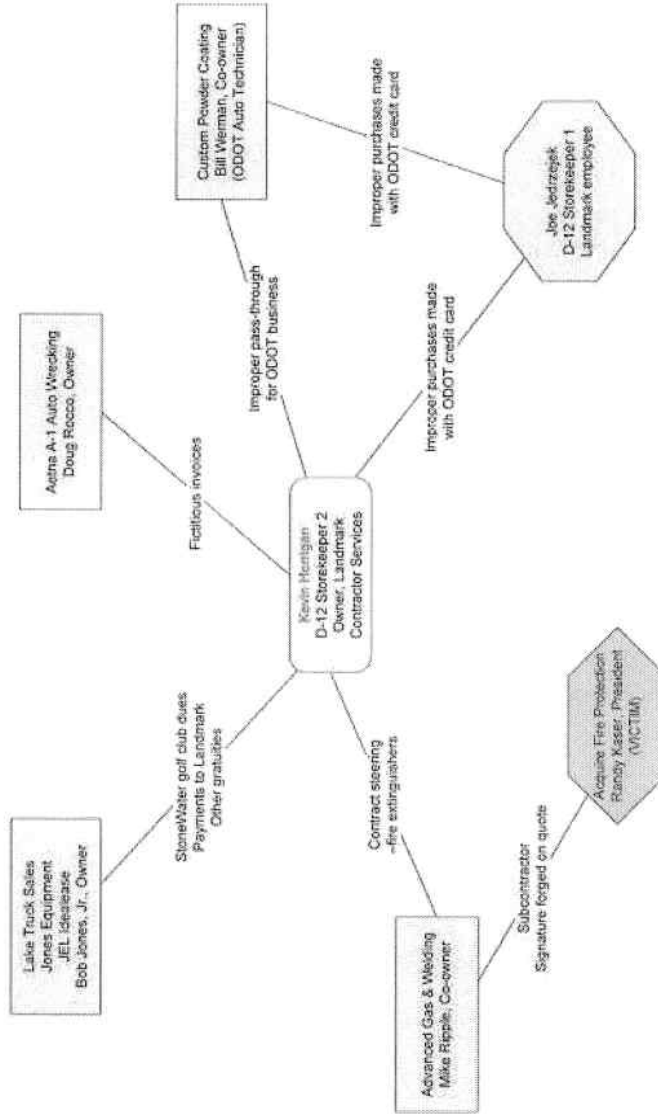 Lake Truck Sales
Jones Equipment
JEL Idealease
Bob Jones, Jr., Owner
Aetna A-1 Auto Wrecking
Doug Rocco, Owner
Custom Powder Coating
Bill Werman, Co-owner
(ODOT Auto Technician)
StoneWater golf club dues
Payments to Landmark
Other gratuities
Fictitious invoices
Improper pass-through
for ODOT business
Kevin Horrigan
D-12 Storekeeper 2
Owner, Landmark
Contractor Services
Improper purchases made
with ODOT credit card
Contract steering
–fire extinguishers
Improper purchases made
with ODOT credit card
Advanced Gas & Welding
Mike Ripple, Co-owner
Subcontractor
Signature forged on quote
Acquire Fire Protection
Randy Kaser, President
(VICTIM)
Joe Jedrzejek
D-12 Storekeeper 1
Landmark employee